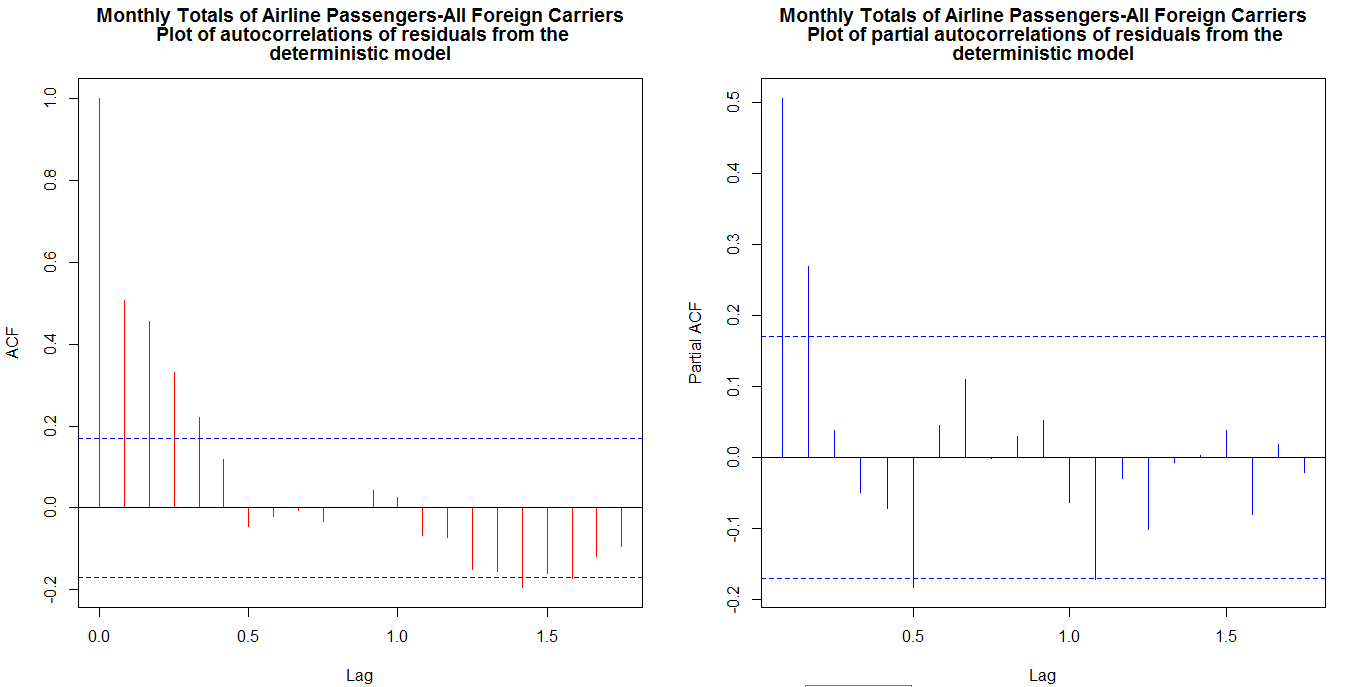 Monthly Totals of Airline Passengers-All Foreign Carriers
Plot of autocorrelations of residuals from the
deterministic model
ACF
1.0
0.8
0.6
0.4
0.2
0.0
-0.2
0.0 0.5 1.0 1.5
Lag
Monthly Totals of Airline Passengers-All Foreign Carriers
Plot of partial autocorrelations of residuals from the
deterministic model
Partial ACF
0.5
0.4
0.3
0.2
0.1
0.0
-0.1
-0.2
0.5 1.0 1.5
Lag